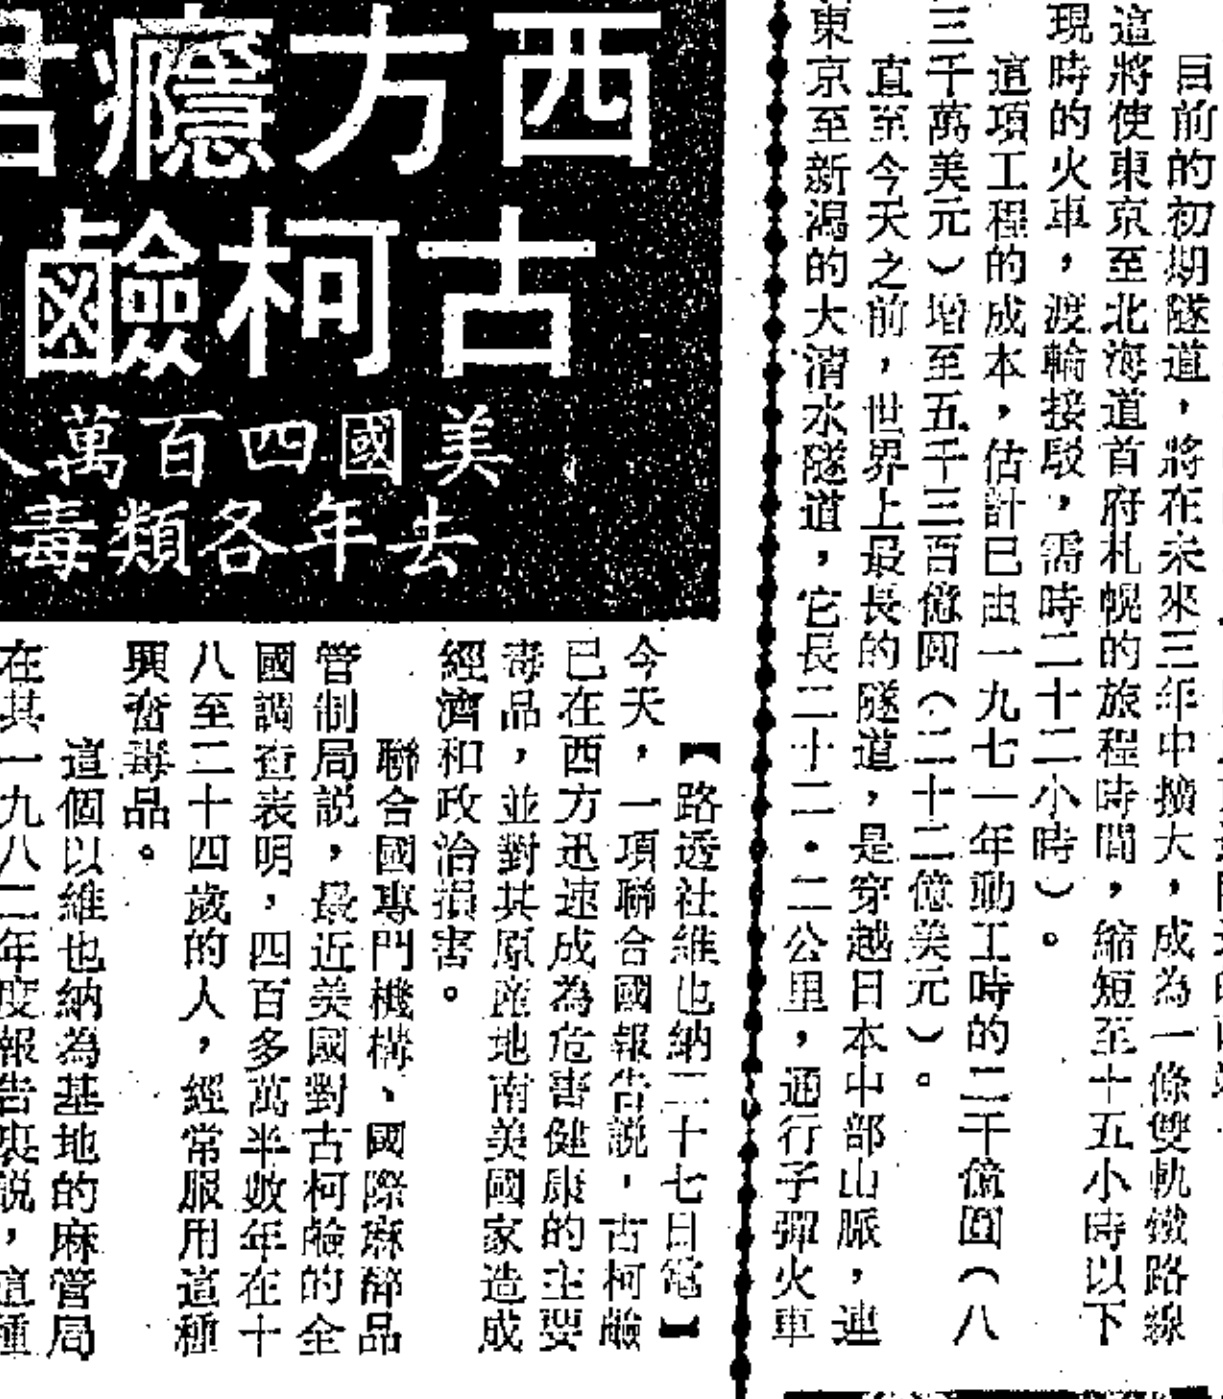 目前的初期隧道，將在未來三年中擴大，成為一條雙軌鐵路線
這將使東京至北海道首府札幌的旅程時間，縮短至十五小時以下
現時的火車，渡輪接駁，需時二十二小時）。
這項工程的成本，估計已由一九七一年動工時的二千億圓（八
三千萬美元）增至五千三百億圓（二十二億美元）。
直至今天之前，世界上最長的隧道，是穿越日本中部山脈，連
東京至新潟的大清水隧道，它長二十二．二公里，通行子彈火車
西方癮君
古柯鹼
美國四百萬人
去年各類毒
【路透社維也納二十七日電】
今天，一項聯合國報告說，古柯鹼
已在西方迅速成為危害健康的主要
毒品，並對其原產地南美國家造成
經濟和政治損害。
聯合國專門機構、國際麻醉品
管制局説，最近美國對古柯鹼的全
國調查表明，四百多萬半數年在十
八至二十四歲的人，經常服用這種
興奮毒品。
這個以維也納為基地的麻管局
在其一九八二年度報告裏說，這種